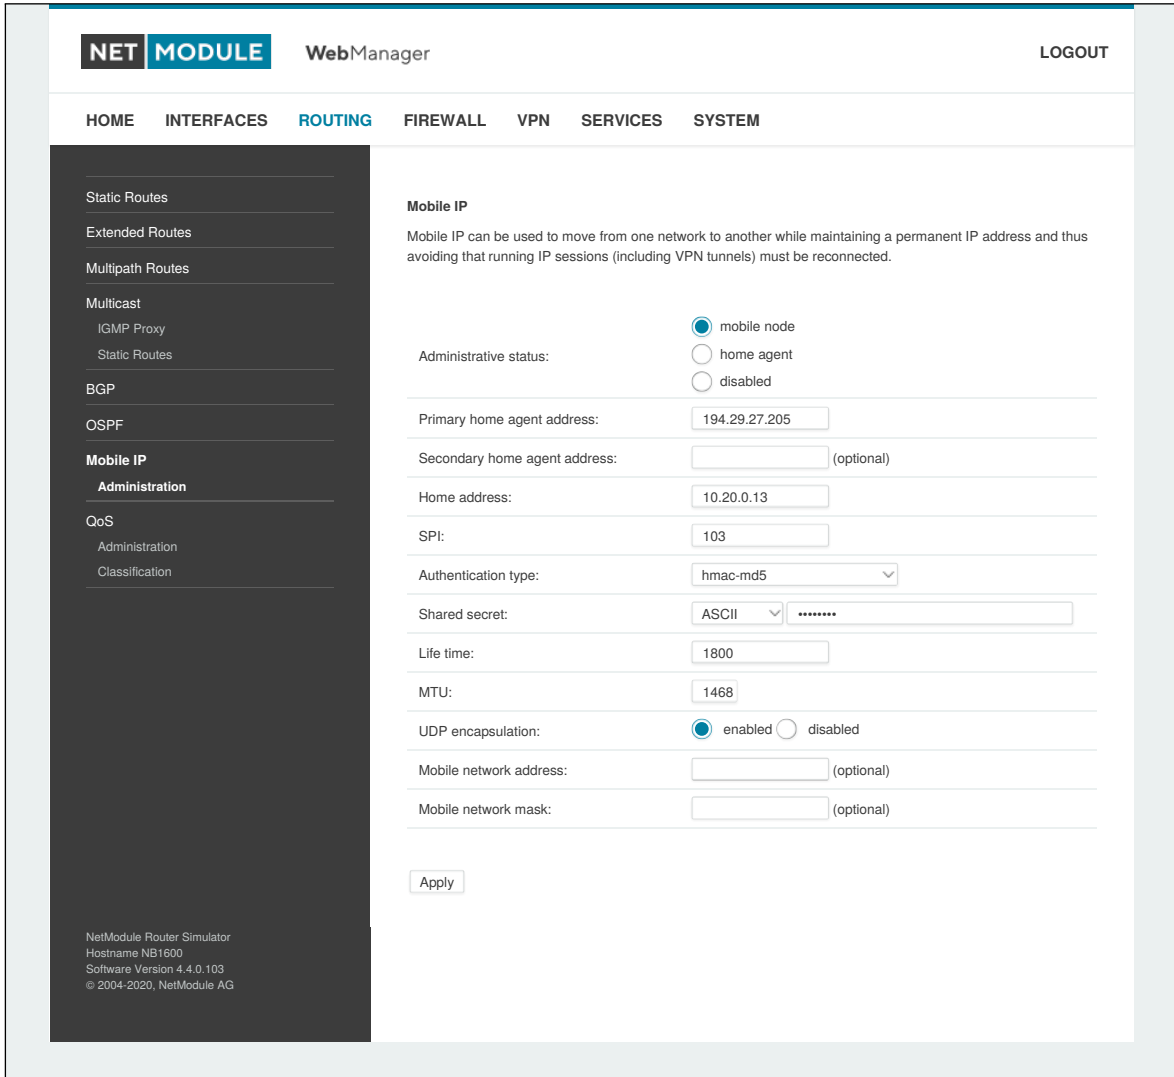 NET MODULE WebManager LOGOUT
HOME INTERFACES ROUTING FIREWALL VPN SERVICES SYSTEM
Static Routes
Extended Routes
Multipath Routes
Multicast
IGMP Proxy
Static Routes
BGP
OSPF
Mobile IP
Administration
QoS
Administration
Classification
NetModule Router Simulator
Hostname NB1600
Software Version 4.4.0.103
© 2004-2020, NetModule AG
Mobile IP
Mobile IP can be used to move from one network to another while maintaining a permanent IP address and thus
avoiding that running IP sessions (including VPN tunnels) must be reconnected.
Administrative status:
mobile node
home agent
disabled
Primary home agent address: 194.29.27.205
Secondary home agent address: (optional)
Home address: 10.20.0.13
SPI: 103
Authentication type: hmac-md5
Shared secret: ASCII ••••••••
Life time: 1800
MTU: 1468
UDP encapsulation: enabled disabled
Mobile network address: (optional)
Mobile network mask: (optional)
Apply